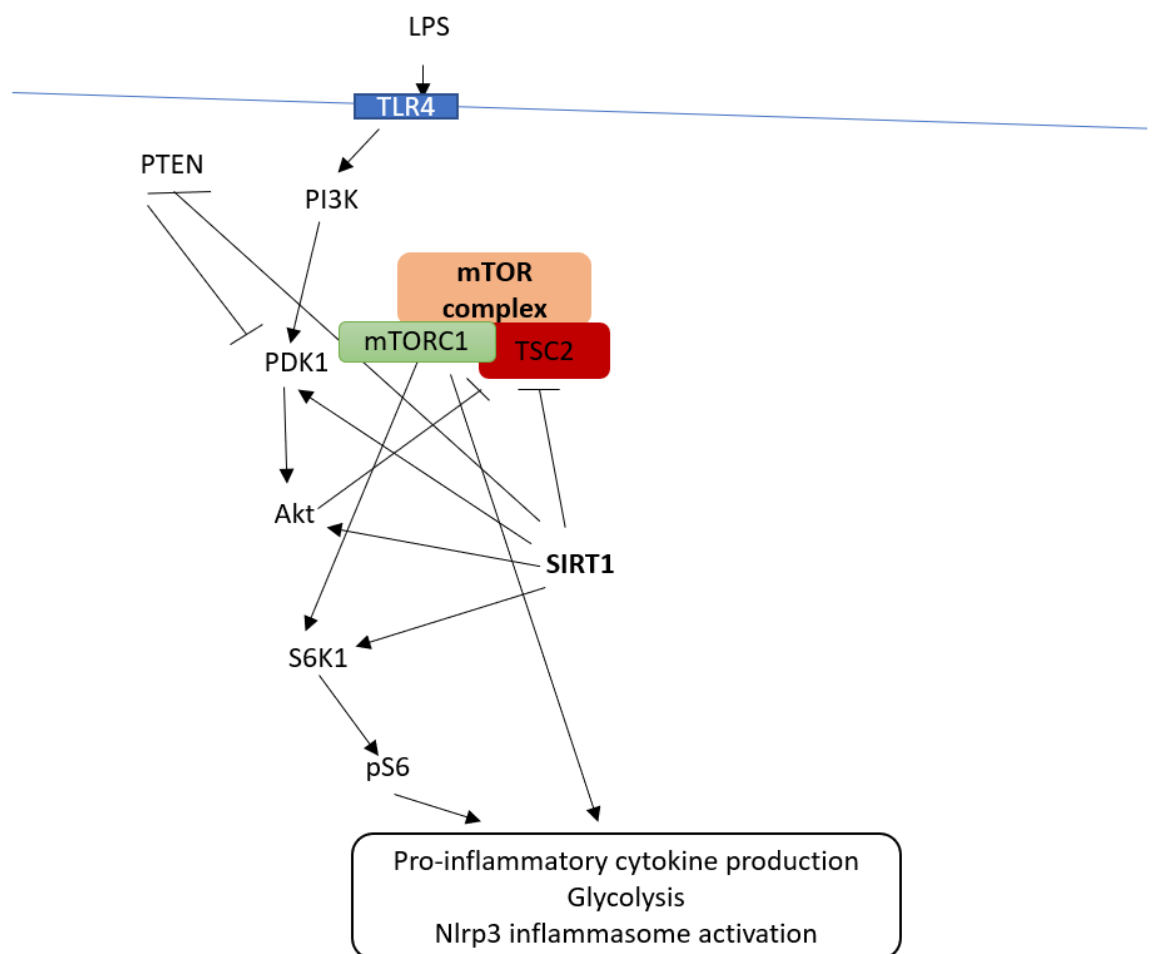 LPS
TLR4
PTEN
PI3K
mTOR
complex
mTORC1
TSC2
PDK1
Akt
SIRT1
S6K1
pS6
Pro-inflammatory cytokine production
Glycolysis
Nlrp3 inflammasome activation